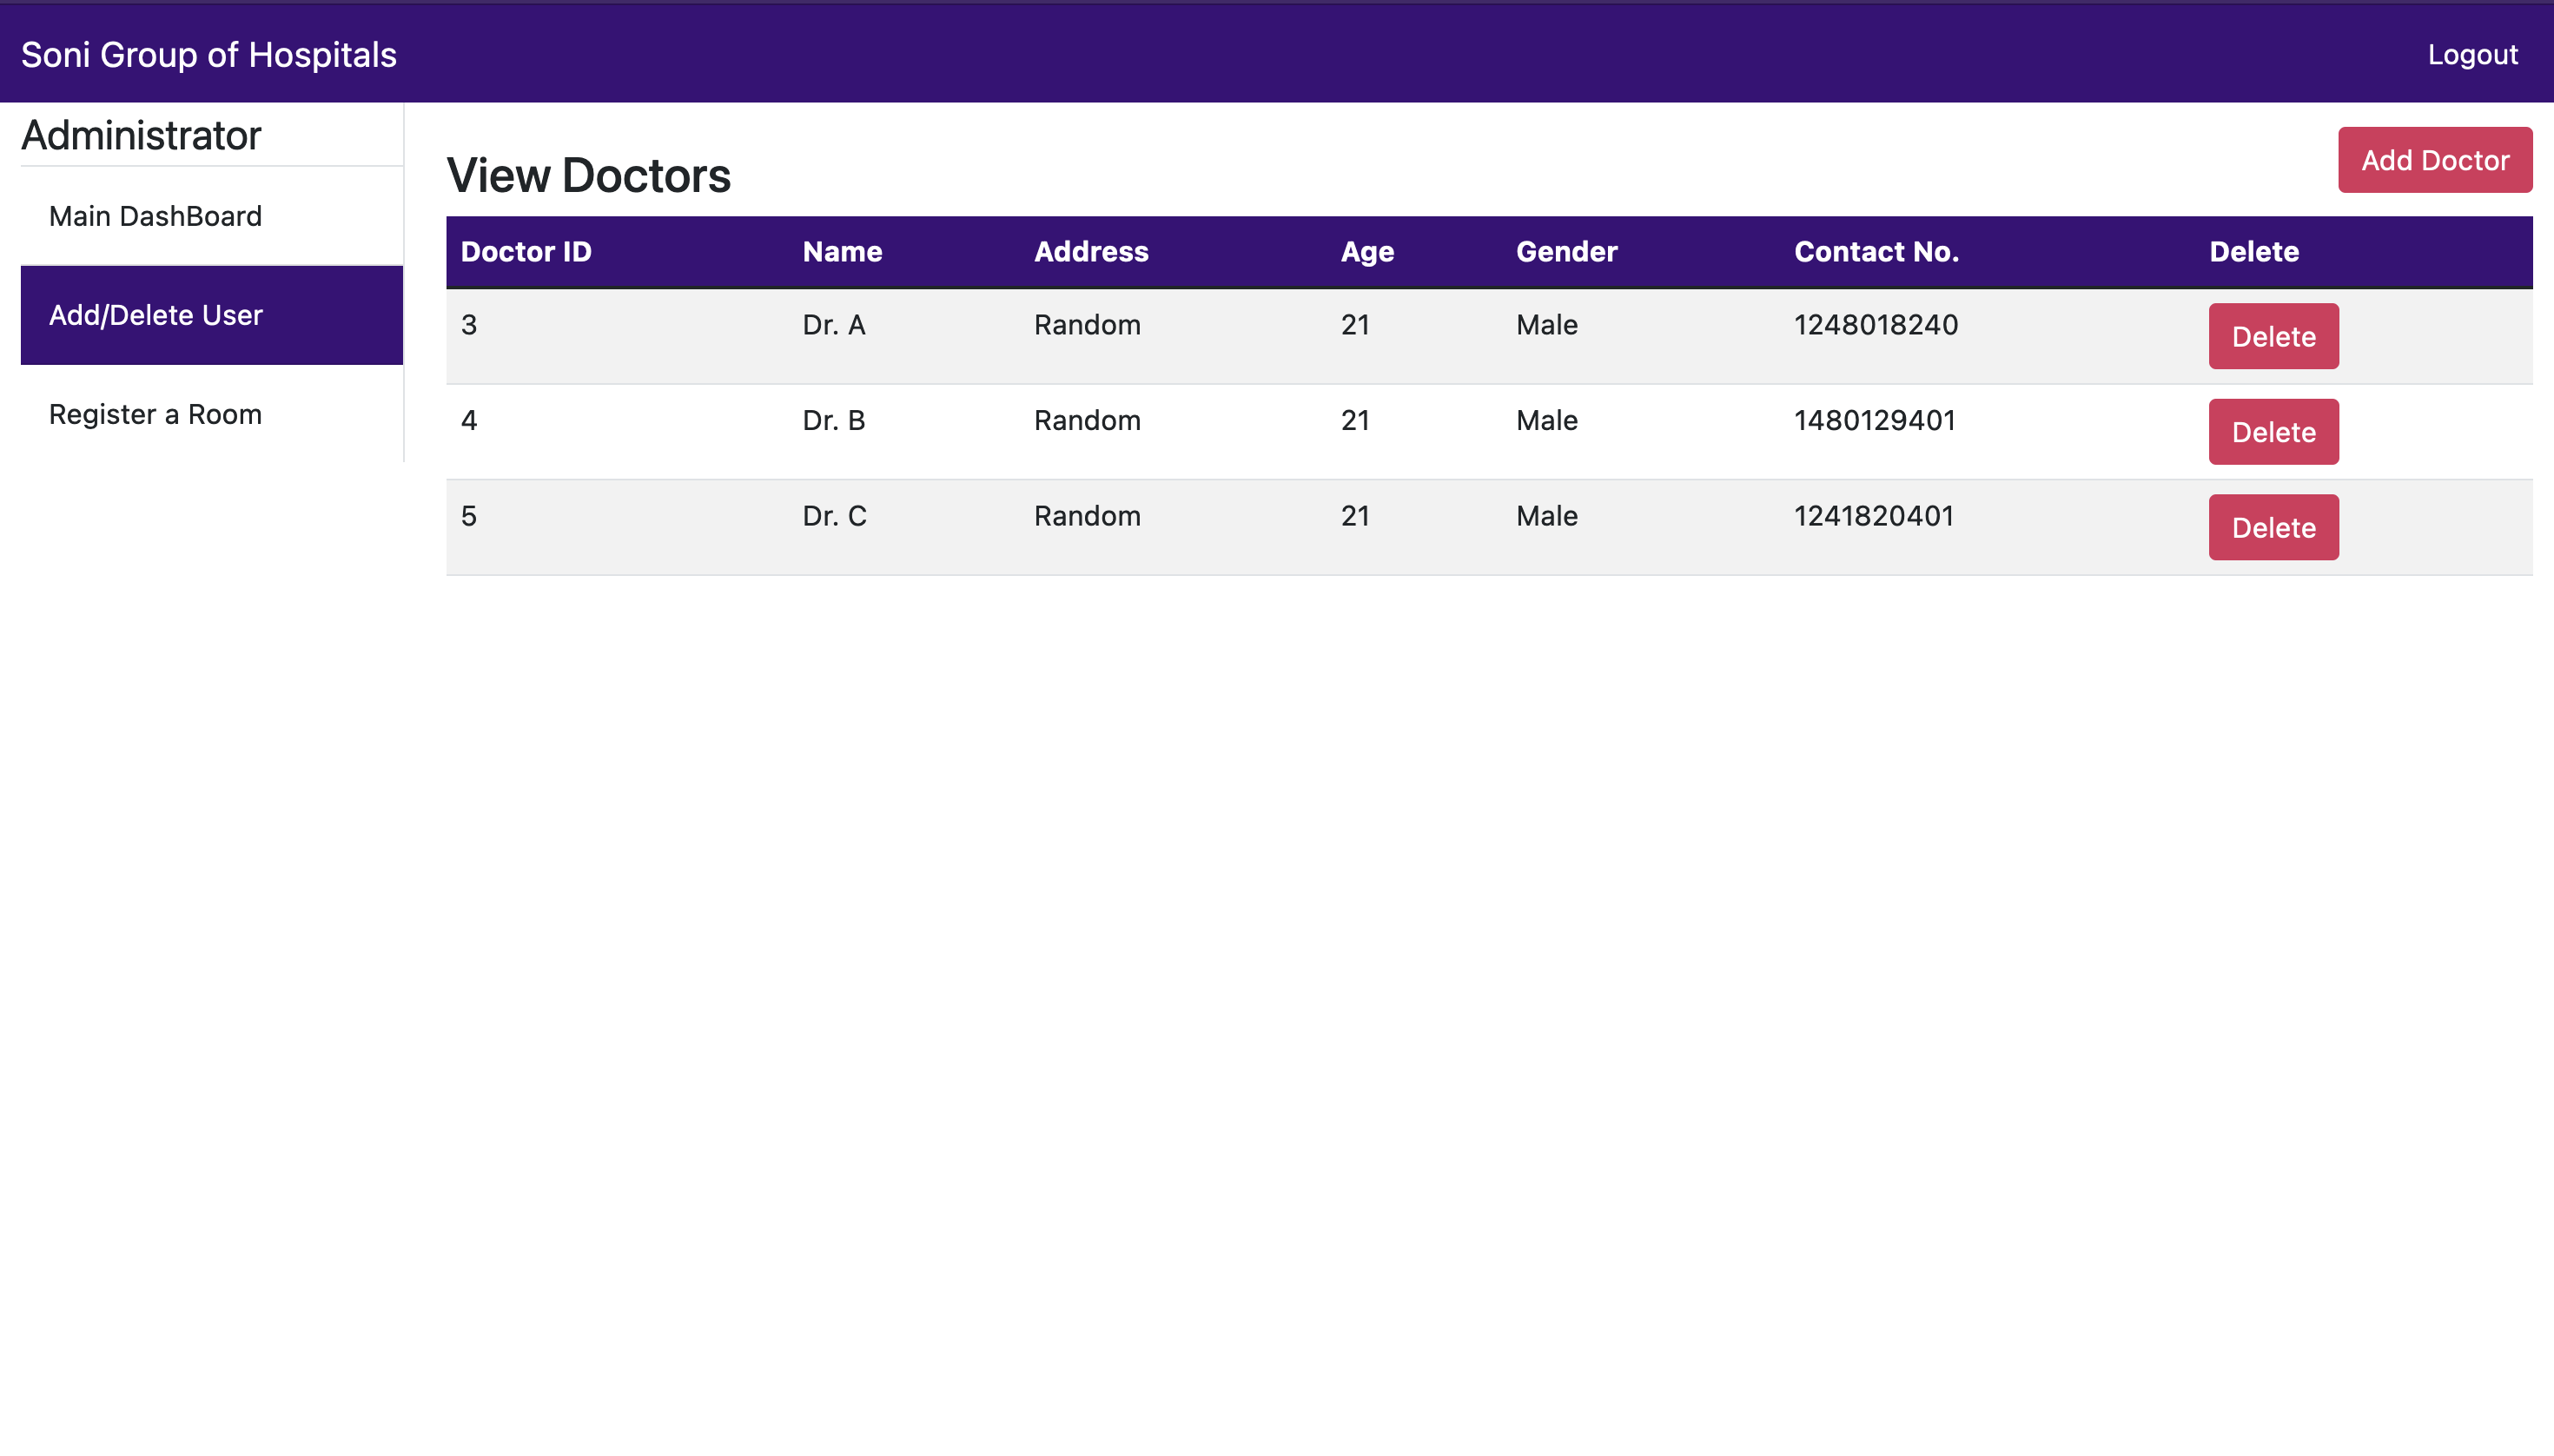 Soni Group of Hospitals Logout
Administrator
Main DashBoard
Add/Delete User
Register a Room
View Doctors
Add Doctor
Doctor ID Name Address Age Gender Contact No. Delete
3 Dr. A Random 21 Male 1248018240 Delete
4 Dr. B Random 21 Male 1480129401 Delete
5 Dr. C Random 21 Male 1241820401 Delete